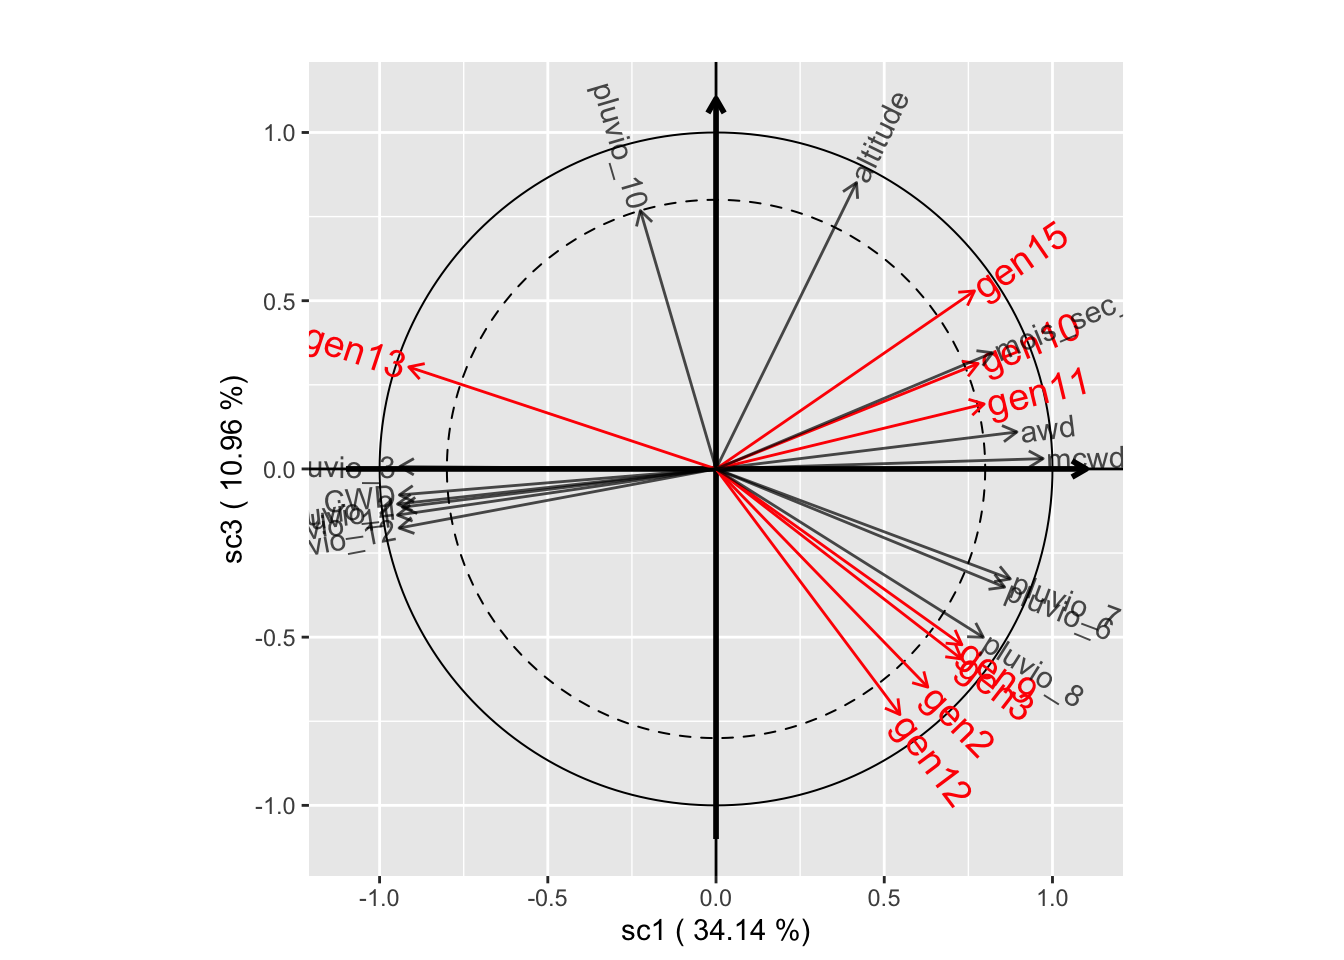 pluvio_10
altitude
gen15
mois_sec_
gen10
gen11
gen13
awd
mcwd
uvio_3
CWD
vio_12
pluvio_7
pluvio_6
pluvio_8
gen9
gen3
gen2
gen12
1.0
0.5
0.0
-0.5
-1.0
sc3 ( 10.96 %)
-1.0
-0.5
0.0
0.5
1.0
sc1 ( 34.14 %)